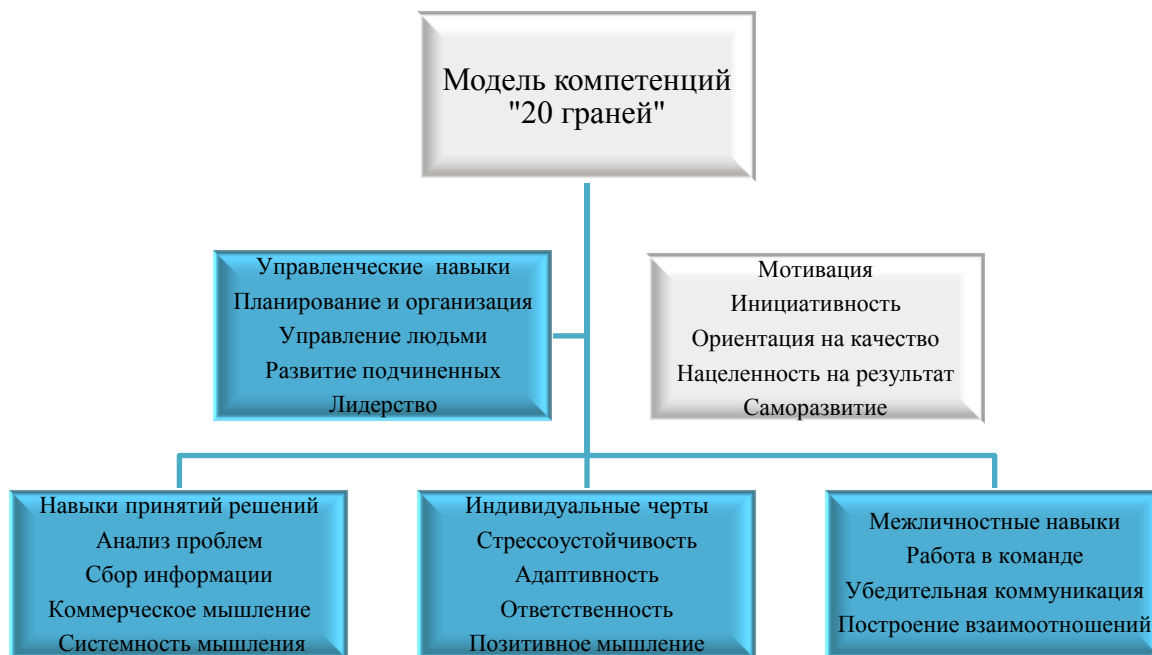 Модель компетенций
"20 граней"
Управленческие навыки
Планирование и организация
Управление людьми
Развитие подчиненных
Лидерство
Мотивация
Инициативность
Ориентация на качество
Нацеленность на результат
Саморазвитие
Навыки принятий решений
Анализ проблем
Сбор информации
Коммерческое мышление
Системность мышления
Индивидуальные черты
Стрессоустойчивость
Адаптивность
Ответственность
Позитивное мышление
Межличностные навыки
Работа в команде
Убедительная коммуникация
Построение взаимоотношений